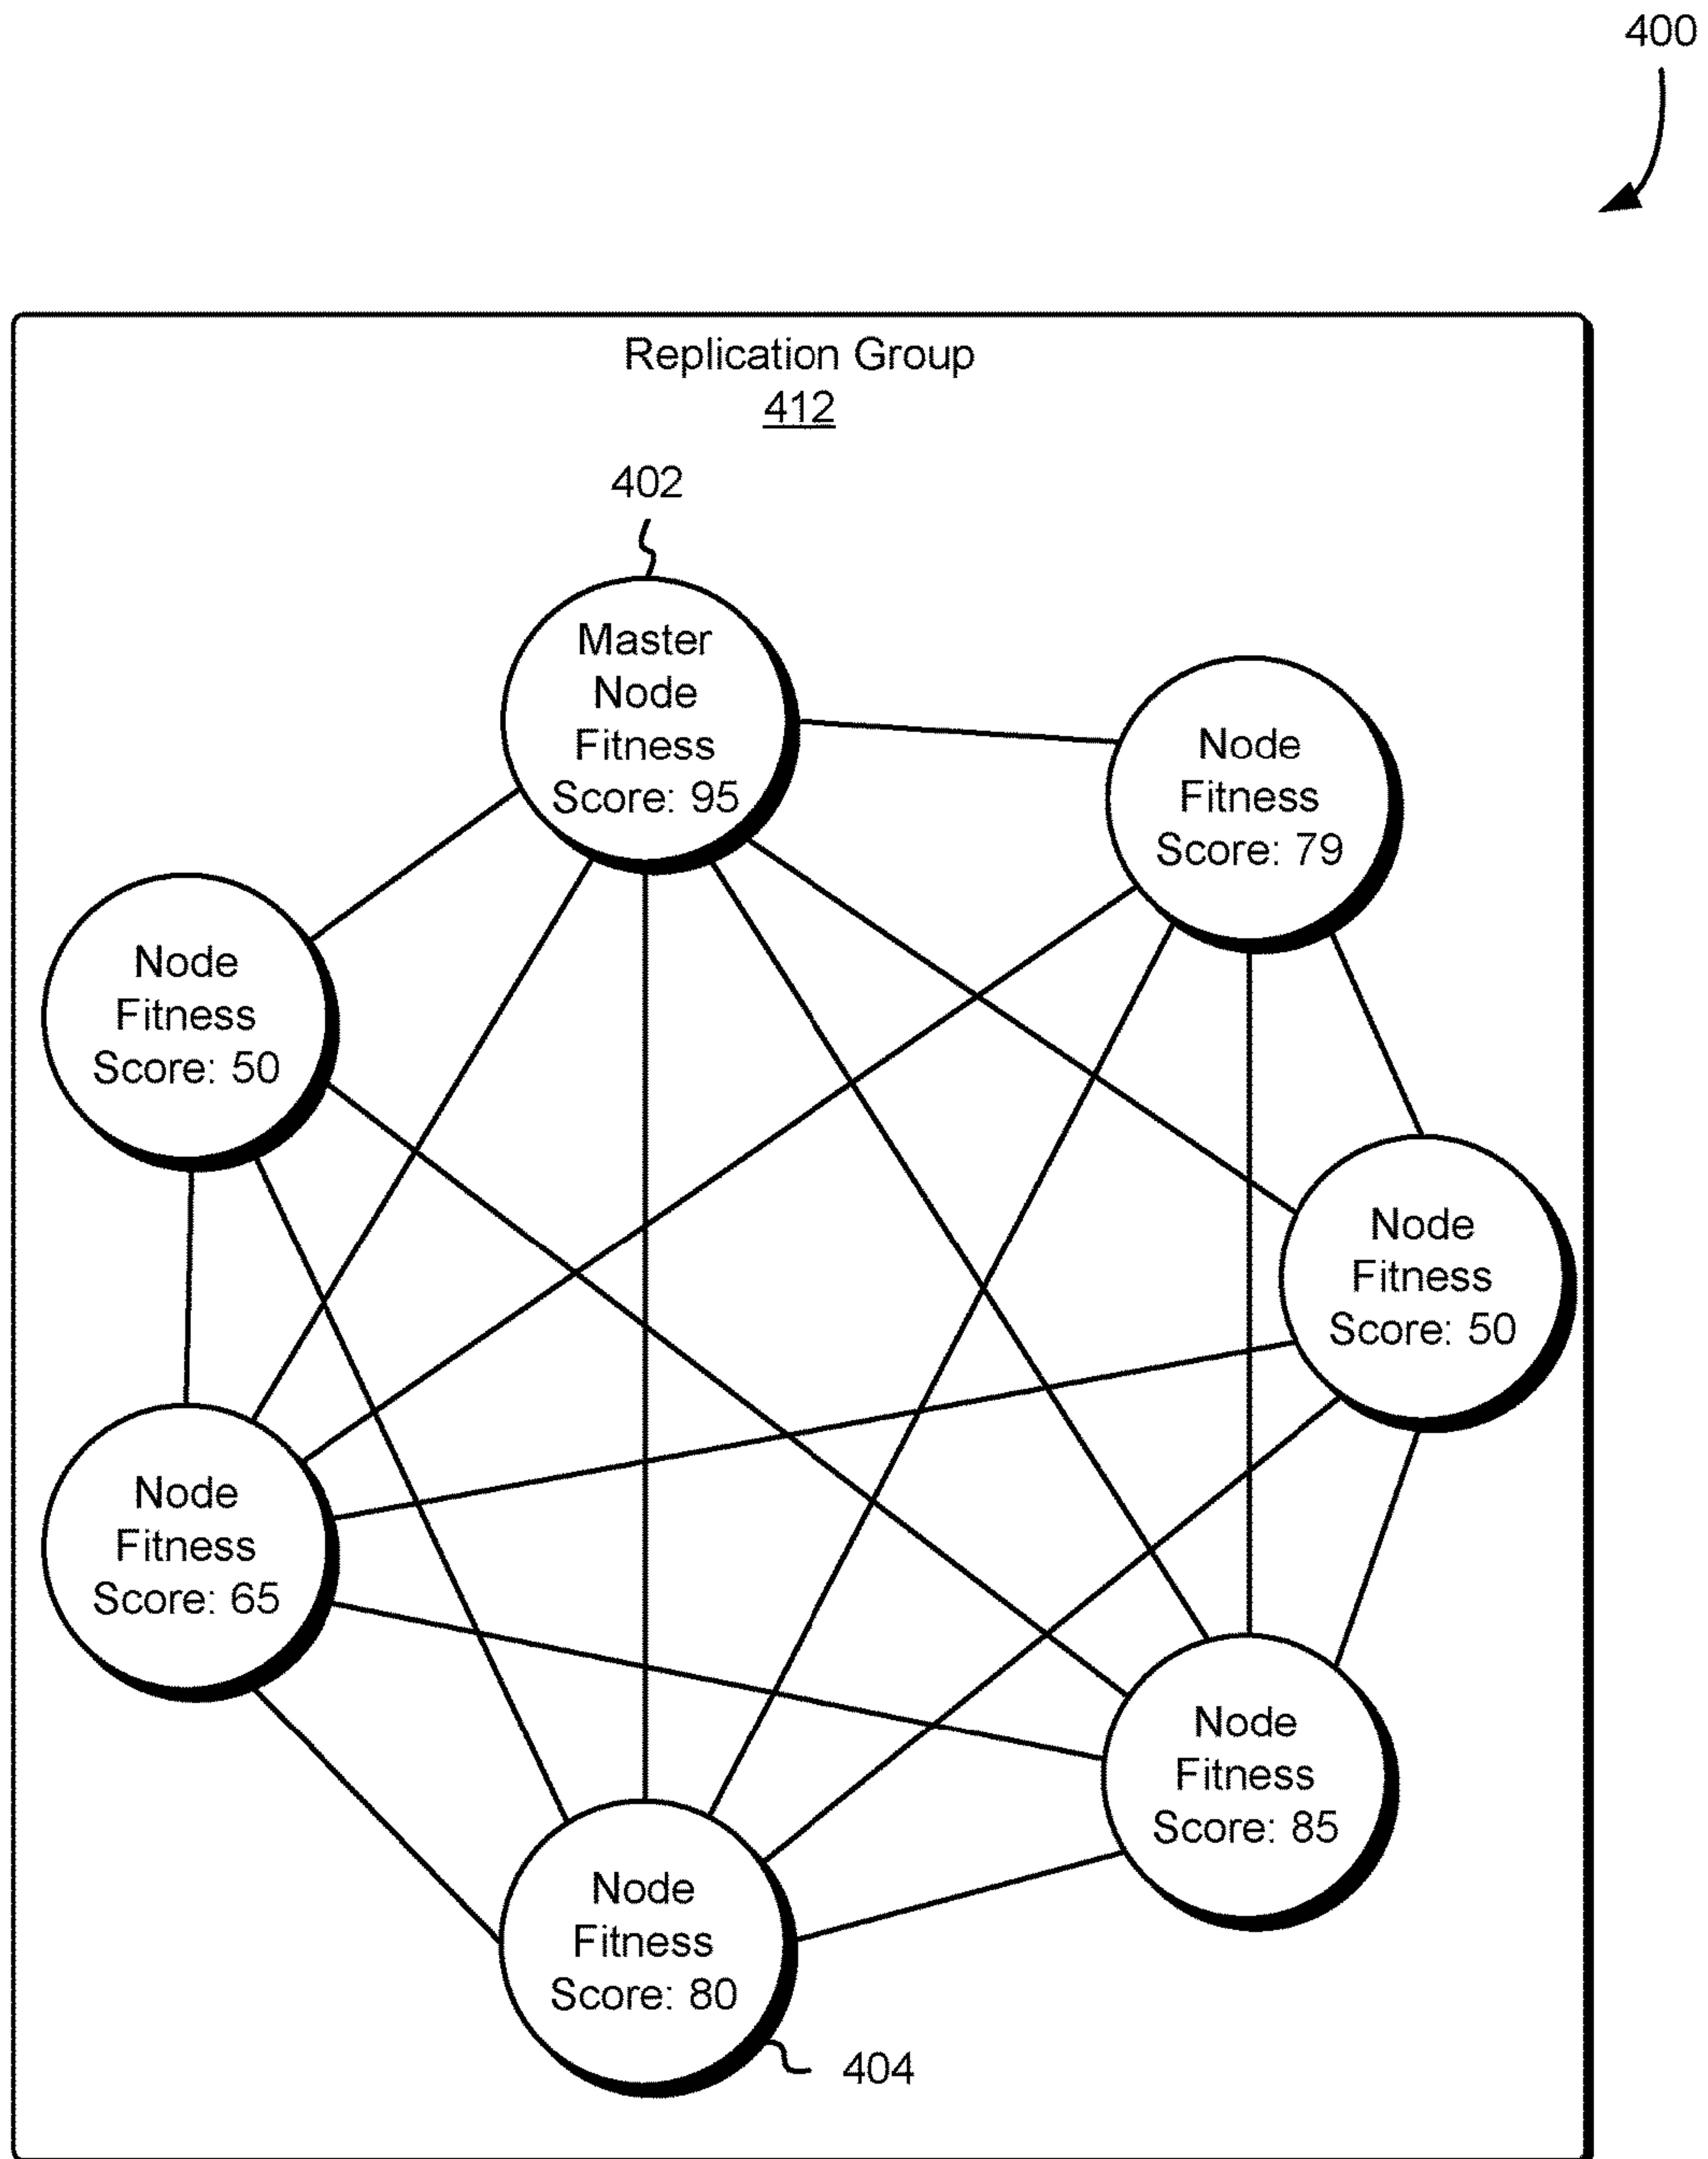 400
Replication Group
412
402
Master
Node
Fitness
Score: 95
Node
Fitness
Score: 79
Node
Fitness
Score: 50
Node
Fitness
Score: 50
Node
Fitness
Score: 65
Node
Fitness
Score: 85
Node
Fitness
Score: 80
404